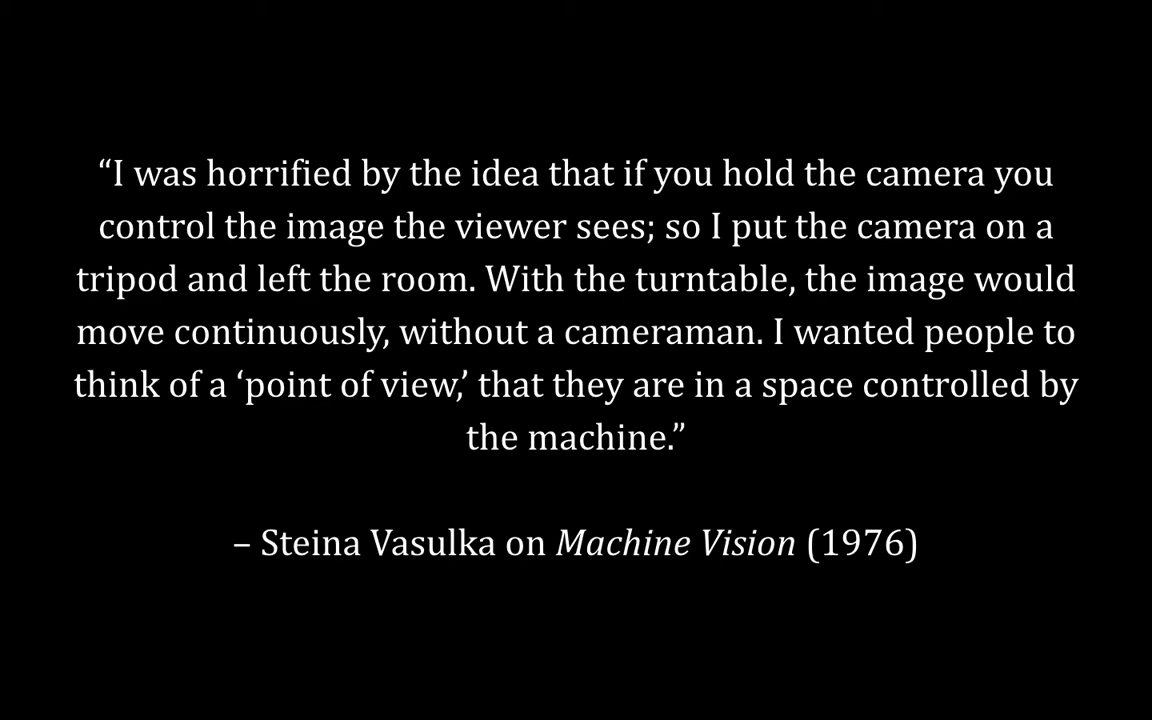 “I was horrified by the idea that if you hold the camera you
control the image the viewer sees; so I put the camera on a
tripod and left the room. With the turntable, the image would
move continuously, without a cameraman. I wanted people to
think of a ‘point of view,’ that they are in a space controlled by
the machine.”
– Steina Vasulka on Machine Vision (1976)